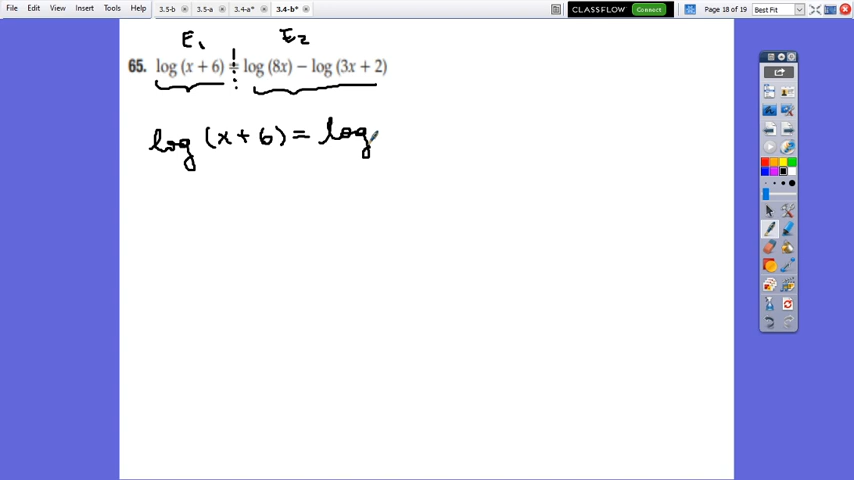 File Edit View Insert Tools Help 3.5-b 3.5-a 3.4-a* 3.4-b* CLASSFLOW Connect Page 18 of 19 Best Fit
E₁ E₂
65. log (x + 6) = log (8x) − log (3x + 2)
log (x + 6) = log